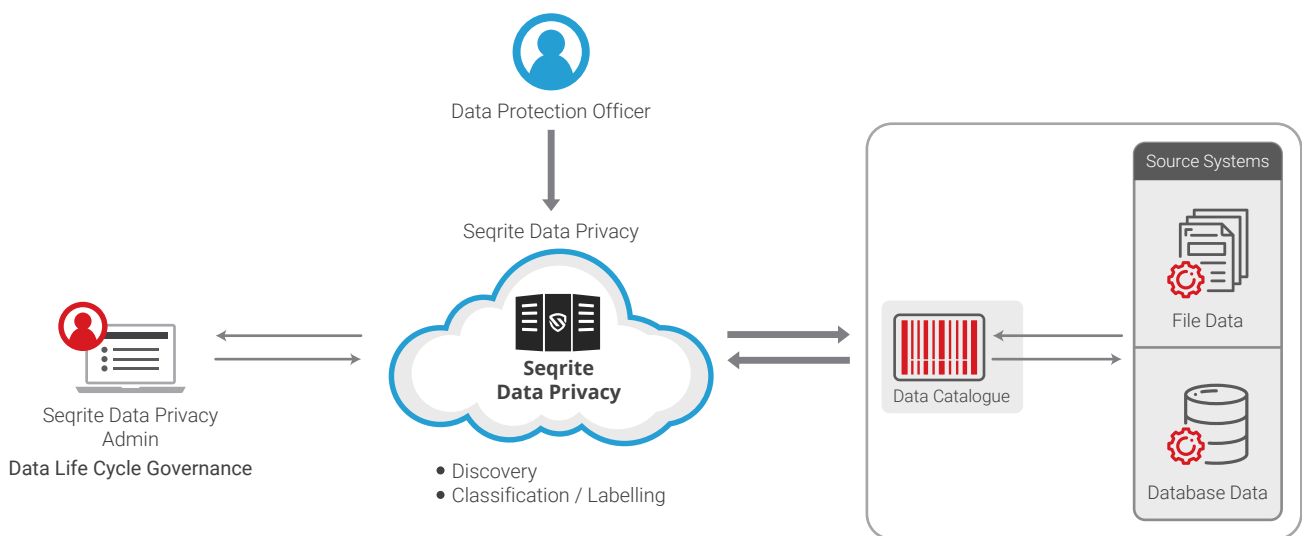 Data Protection Officer
Seqrite Data Privacy
Seqrite
Data Privacy
Discovery
Classification / Labelling
Seqrite Data Privacy
Admin
Data Life Cycle Governance
Data Catalogue
Source Systems
File Data
Database Data